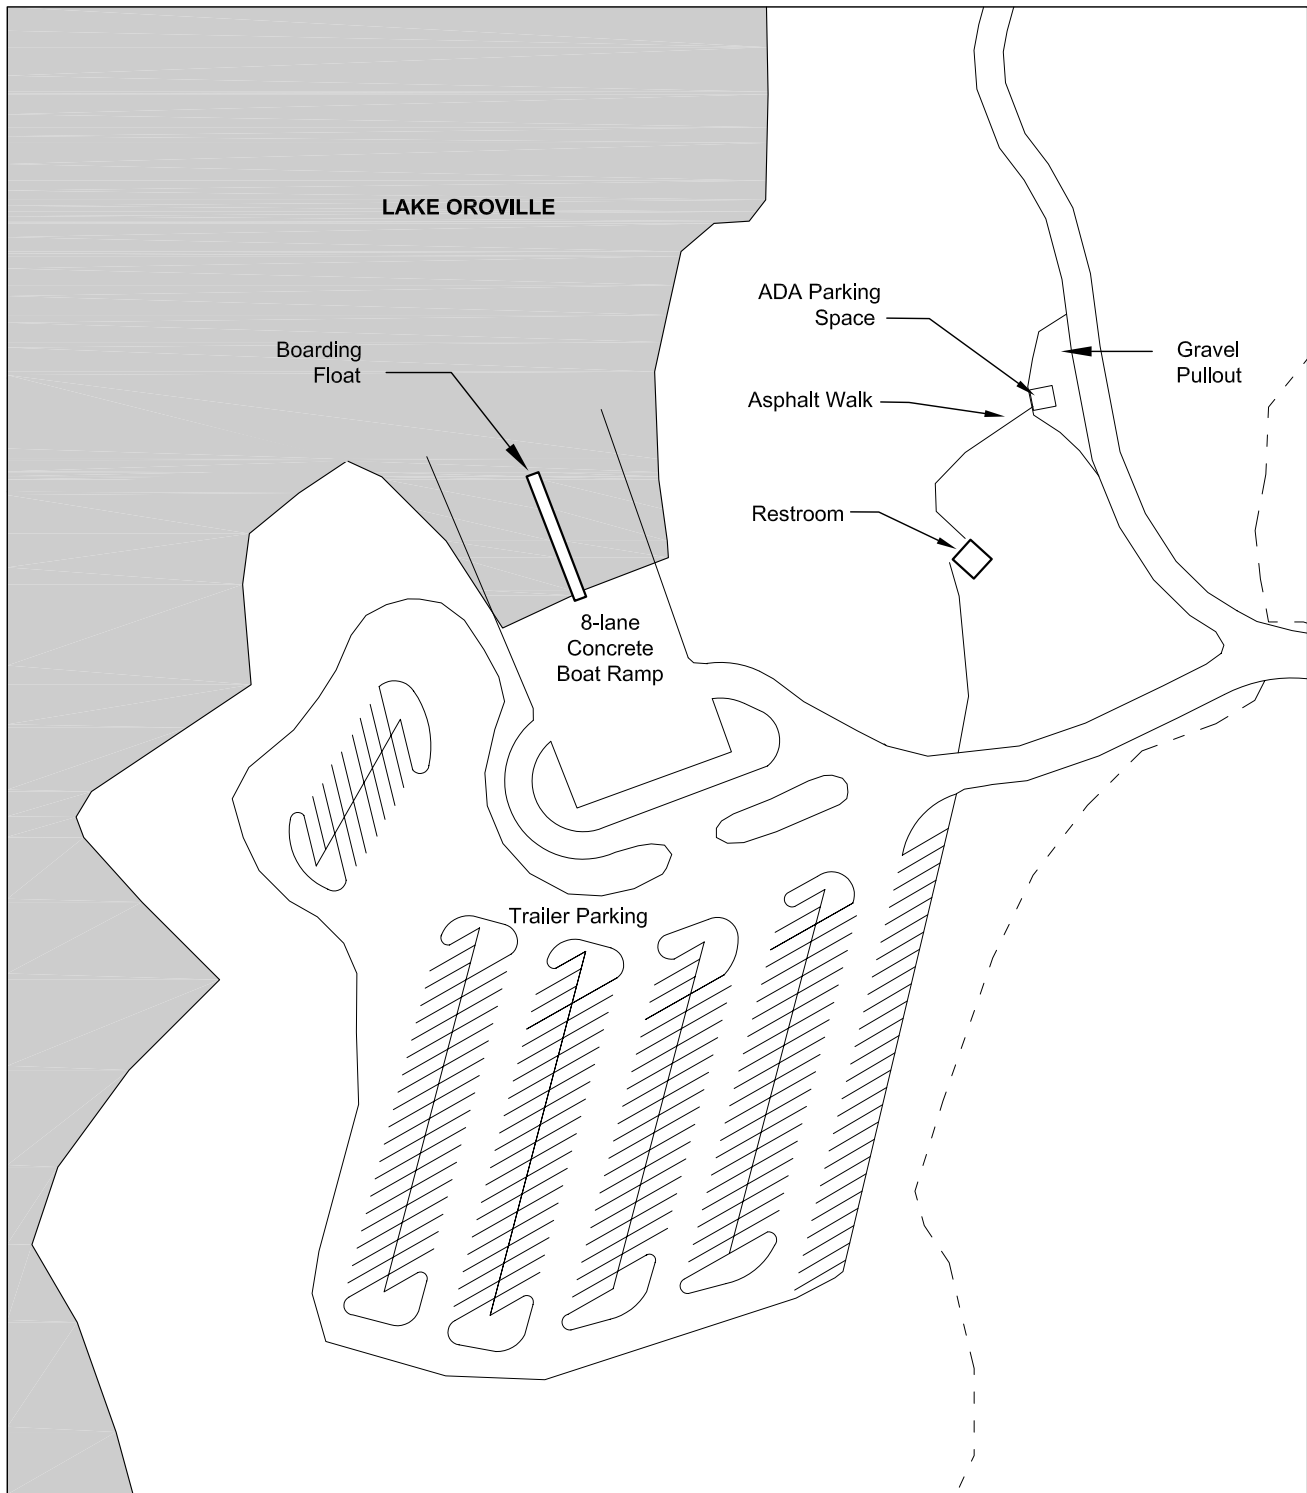 LAKE OROVILLE
ADA Parking
Space
Boarding
Float
Gravel
Pullout
Asphalt Walk
Restroom
8-lane
Concrete
Boat Ramp
Trailer Parking